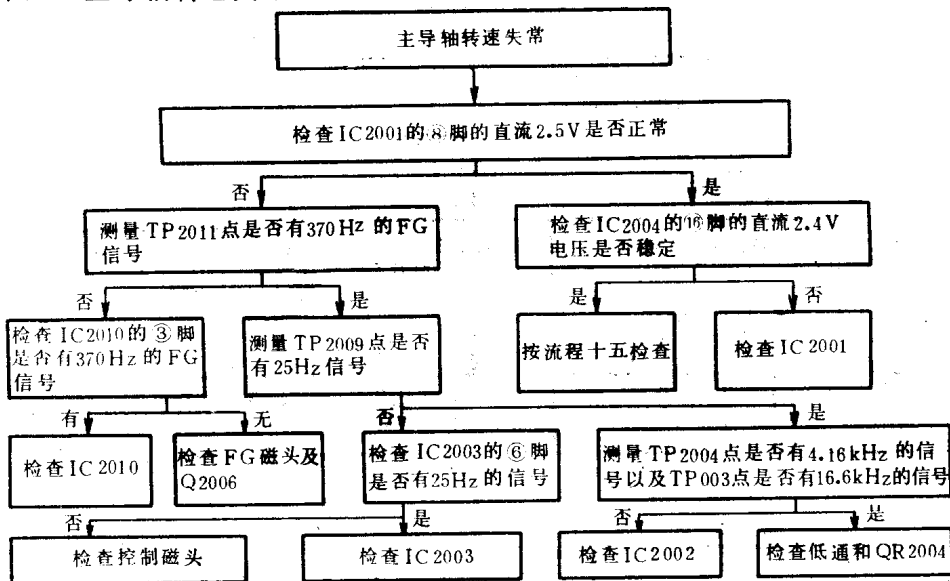 主导轴转速失常
检查IC2001的⑧脚的直流2.5V是否正常
否
是
测量TP2011点是否有370Hz的FG
信号
检查IC2004的⑯脚的直流2.4V
电压是否稳定
否
是
是
否
检查IC2010的③脚
是否有370Hz的FG
信号
测量TP2009点是否
有25Hz信号
按流程十五检查
检查IC2001
有
无
否
是
检查IC2010
检查FG磁头及
Q2006
检查IC2003的⑥脚
是否有25Hz的信号
测量TP2004点是否有4.16kHz的信
号以及TP003点是否有16.6kHz的信号
否
是
否
是
检查控制磁头
检查IC2003
检查IC2002
检查低通和QR2004